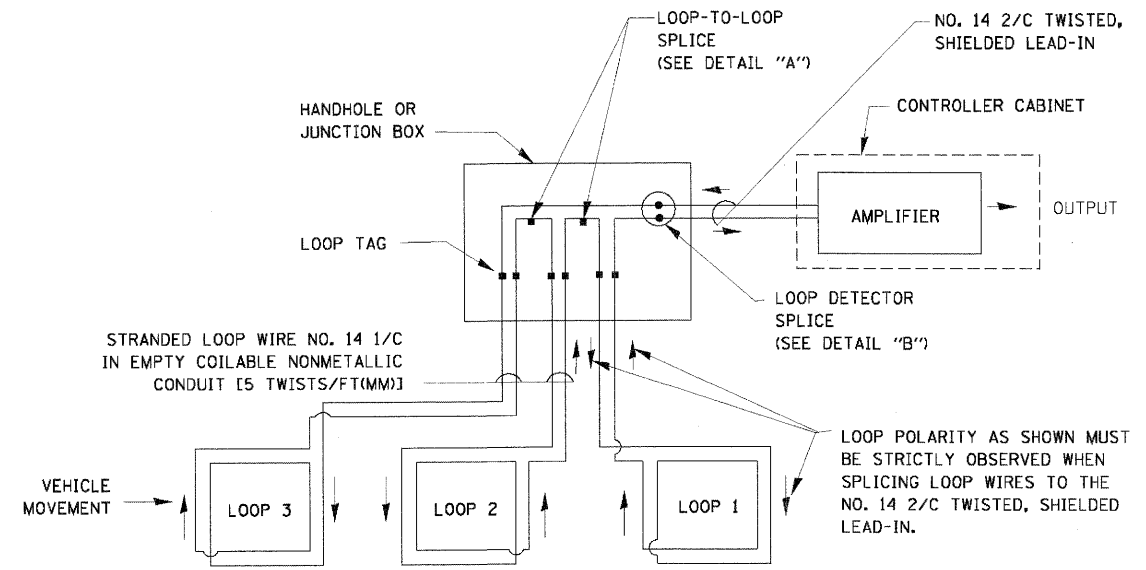 LOOP-TO-LOOP
SPLICE
(SEE DETAIL "A")
NO. 14 2/C TWISTED,
SHIELDED LEAD-IN
HANDHOLE OR
JUNCTION BOX
CONTROLLER CABINET
AMPLIFIER
OUTPUT
LOOP TAG
LOOP DETECTOR
SPLICE
(SEE DETAIL "B")
STRANDED LOOP WIRE NO. 14 1/C
IN EMPTY COILABLE NONMETALLIC
CONDUIT [5 TWISTS/FT(MM)]
LOOP POLARITY AS SHOWN MUST
BE STRICTLY OBSERVED WHEN
SPLICING LOOP WIRES TO THE
NO. 14 2/C TWISTED, SHIELDED
LEAD-IN.
VEHICLE
MOVEMENT
LOOP 3
LOOP 2
LOOP 1